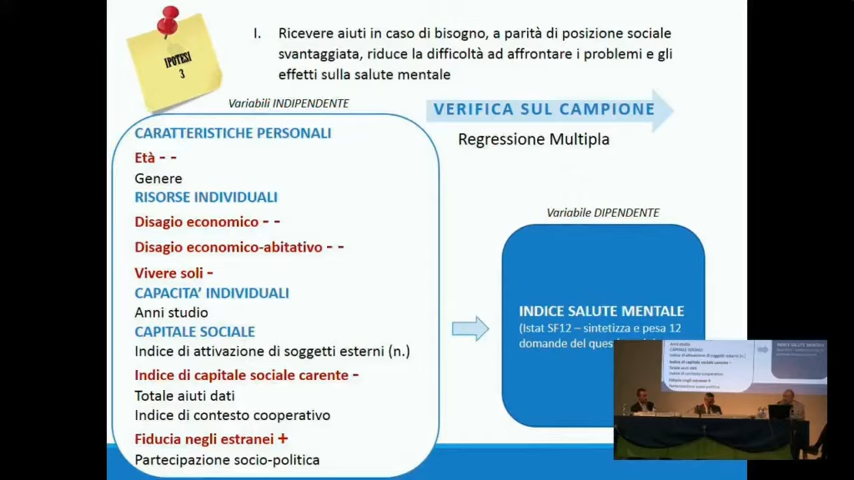 IPOTESI
3
I. Ricevere aiuti in caso di bisogno, a parità di posizione sociale
svantaggiata, riduce la difficoltà ad affrontare i problemi e gli
effetti sulla salute mentale
Variabili INDIPENDENTE
VERIFICA SUL CAMPIONE
Regressione Multipla
CARATTERISTICHE PERSONALI
Età - -
Genere
RISORSE INDIVIDUALI
Disagio economico - -
Disagio economico-abitativo - -
Vivere soli -
CAPACITA’ INDIVIDUALI
Anni studio
CAPITALE SOCIALE
Indice di attivazione di soggetti esterni (n.)
Indice di capitale sociale carente -
Totale aiuti dati
Indice di contesto cooperativo
Fiducia negli estranei +
Partecipazione socio-politica
Variabile DIPENDENTE
INDICE SALUTE MENTALE
(Istat SF12 – sintetizza e pesa 12
domande del